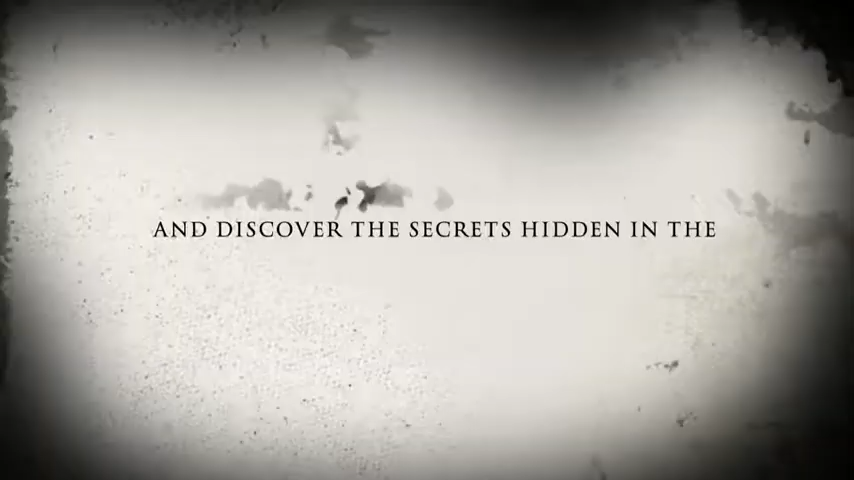 AND DISCOVER THE SECRETS HIDDEN IN THE